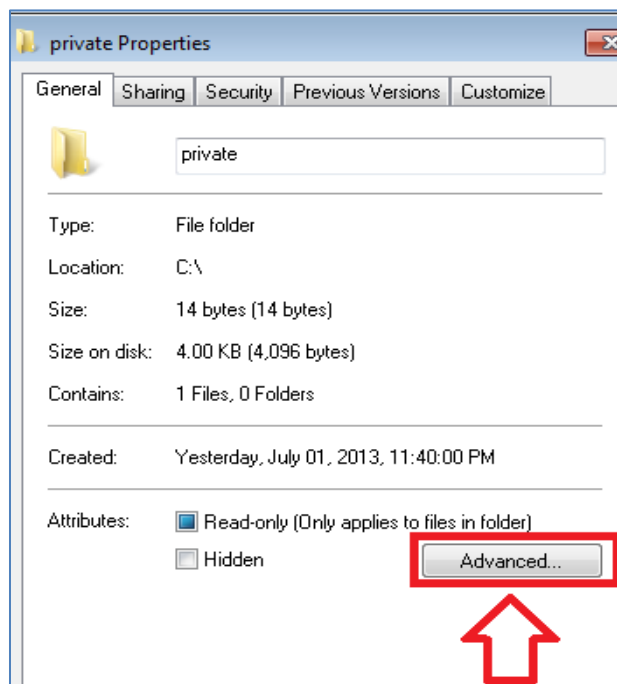 private Properties
General Sharing Security Previous Versions Customize
private
Type: File folder
Location: C:\
Size: 14 bytes (14 bytes)
Size on disk: 4.00 KB (4,096 bytes)
Contains: 1 Files, 0 Folders
Created: Yesterday, July 01, 2013, 11:40:00 PM
Attributes: Read-only (Only applies to files in folder)
Hidden Advanced...